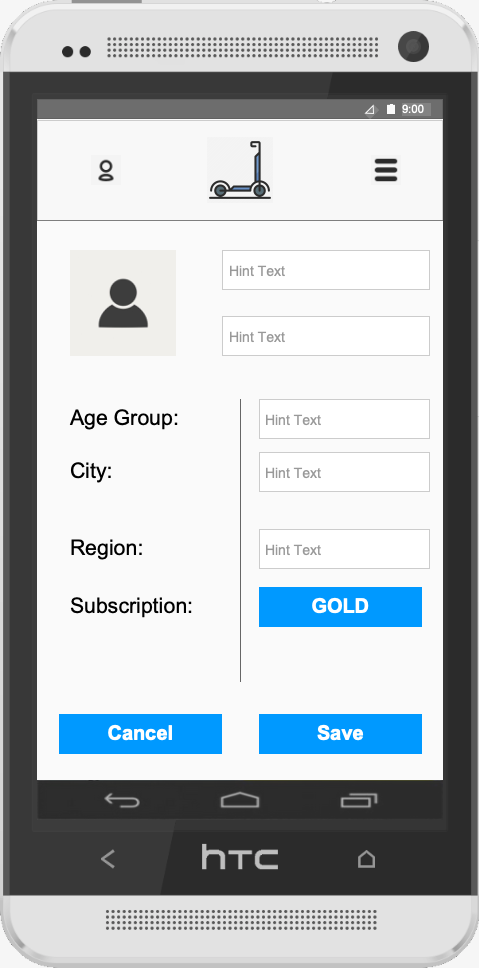 9:00
Hint Text
Hint Text
Age Group:
Hint Text
City:
Hint Text
Region:
Hint Text
Subscription:
GOLD
Cancel
Save
hTC